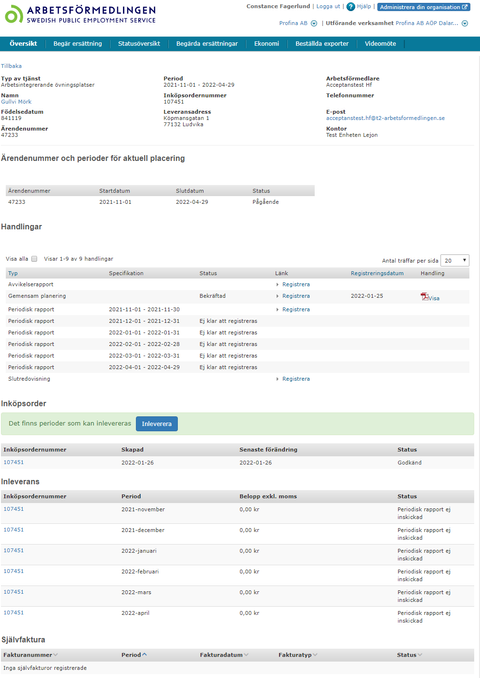 ARBETSFÖRMEDLINGEN
SWEDISH PUBLIC EMPLOYMENT SERVICE
Constance Fagerlund | Logga ut | ? Hjälp | Administrera din organisation
Profina AB | Utförande verksamhet Profina AB AÖP Dalar...
Översikt Begär ersättning Statusöversikt Begärda ersättningar Ekonomi Beställda exporter Videomöte
Tillbaka
Typ av tjänst Period Arbetsförmedlare
Arbetsintegrerande övningsplatser 2021-11-01 - 2022-04-29 Acceptanstest Hf
Namn Inköpsordernummer Telefonnummer
Gullvi Mörk 107451
Födelsedatum Leveransadress E-post
841119 Köpmansgatan 1 acceptanstest.hf@t2-arbetsformedlingen.se
77132 Ludvika
Ärendenummer Kontor
47233 Test Enheten Lejon
Ärendenummer och perioder för aktuell placering
Ärendenummer Startdatum Slutdatum Status
47233 2021-11-01 2022-04-29 Pågående
Handlingar
Visa alla Visar 1-9 av 9 handlingar Antal träffar per sida 20
Typ Specifikation Status Länk Registreringsdatum Handling
Avvikelserapport Registrera
Gemensam planering Bekräftad Registrera 2022-01-25 Visa
Periodisk rapport 2021-11-01 - 2021-11-30 Registrera
Periodisk rapport 2021-12-01 - 2021-12-31 Ej klar att registreras
Periodisk rapport 2022-01-01 - 2022-01-31 Ej klar att registreras
Periodisk rapport 2022-02-01 - 2022-02-28 Ej klar att registreras
Periodisk rapport 2022-03-01 - 2022-03-31 Ej klar att registreras
Periodisk rapport 2022-04-01 - 2022-04-29 Ej klar att registreras
Slutredovisning Registrera
Inköpsorder
Det finns perioder som kan inlevereras Inleverera
Inköpsordernummer Skapad Senaste förändring Status
107451 2022-01-26 2022-01-26 Godkänd
Inleverans
Inköpsordernummer Period Belopp exkl. moms Status
107451 2021-november 0,00 kr Periodisk rapport ej
inskickad
107451 2021-december 0,00 kr Periodisk rapport ej
inskickad
107451 2022-januari 0,00 kr Periodisk rapport ej
inskickad
107451 2022-februari 0,00 kr Periodisk rapport ej
inskickad
107451 2022-mars 0,00 kr Periodisk rapport ej
inskickad
107451 2022-april 0,00 kr Periodisk rapport ej
inskickad
Självfaktura
Fakturanummer Period Fakturadatum Fakturatyp Status
Inga självfakturor registrerade